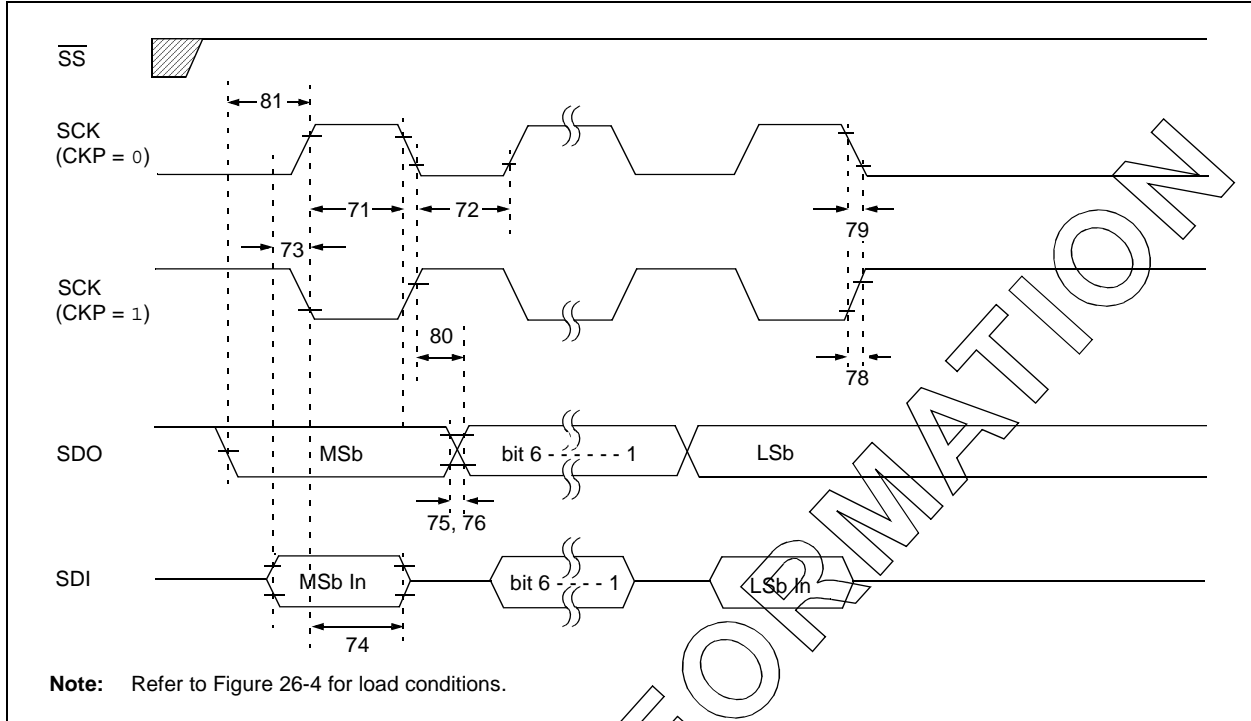 SS
81
SCK
(CKP = 0)
71
72
79
73
SCK
(CKP = 1)
80
78
SDO
MSb
bit 6 - - - - - - 1
LSb
75, 76
SDI
MSb In
bit 6 - - - - - 1
LSb In
74
Note: Refer to Figure 26-4 for load conditions.
FORMATION